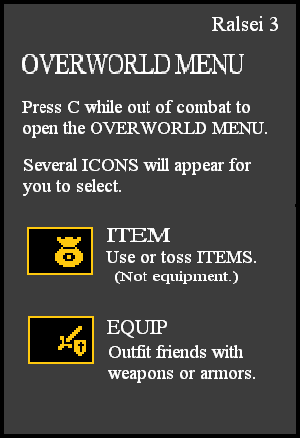 Ralsei 3
OVERWORLD MENU
Press C while out of combat to
open the OVERWORLD MENU.
Several ICONS will appear for
you to select.
ITEM
Use or toss ITEMS.
(Not equipment.)
EQUIP
Outfit friends with
weapons or armors.